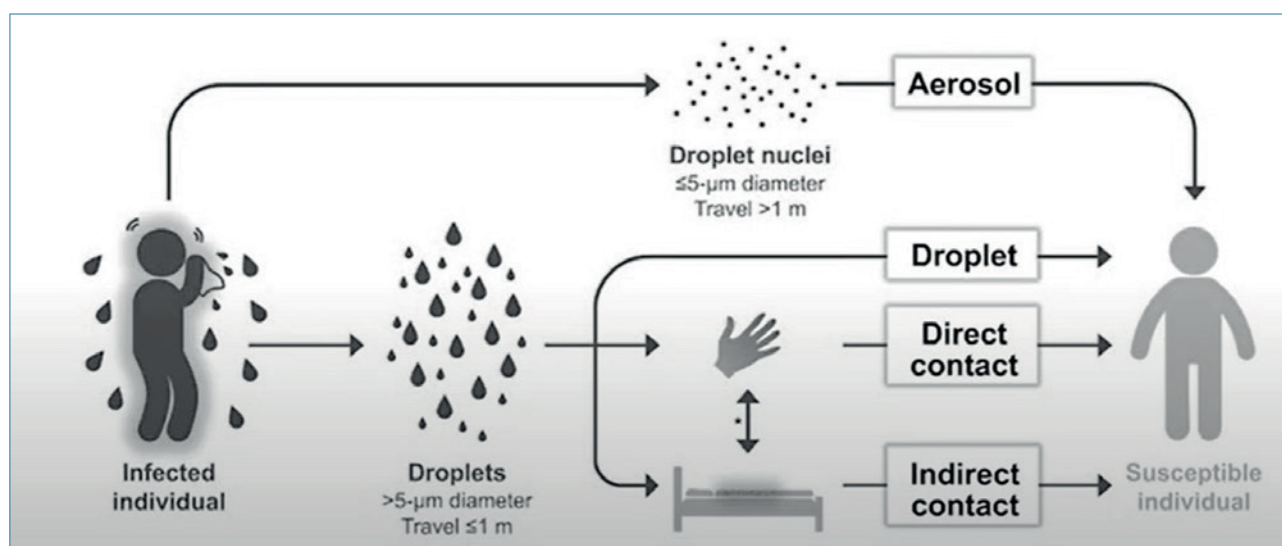 Droplet nuclei
≤5-μm diameter
Travel >1 m
Aerosol
Droplet
Direct
contact
Indirect
contact
Infected
individual
Droplets
>5-μm diameter
Travel ≤1 m
*
Susceptible
individual